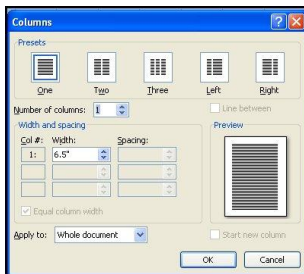 Columns
Presets
One Two Three Left Right
Number of columns: 1 Line between
Width and spacing Preview
Col #: Width: Spacing:
1: 6.5"
Equal column width
Apply to: Whole document Start new column
OK Cancel